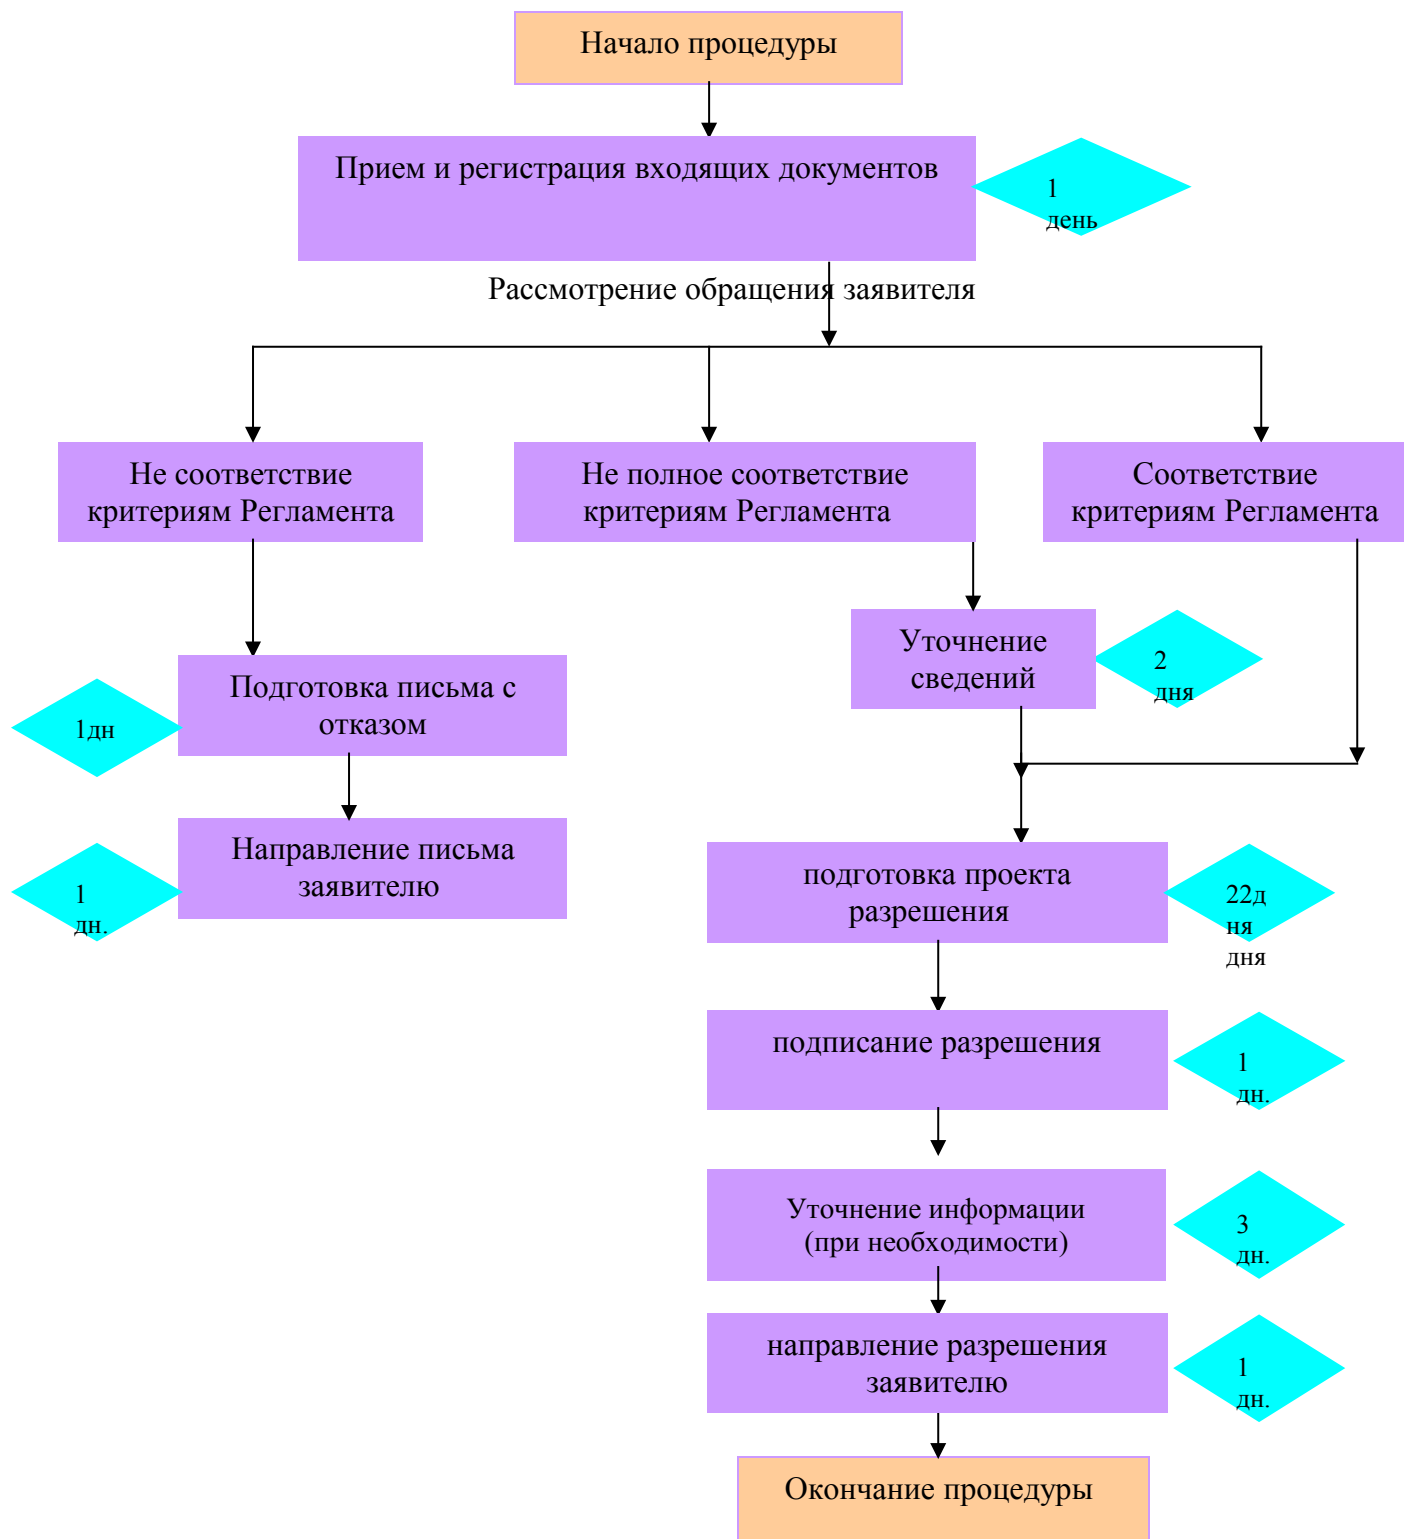 Начало процедуры
Прием и регистрация входящих документов
1
день
Рассмотрение обращения заявителя
Не соответствие
критериям Регламента
Не полное соответствие
критериям Регламента
Соответствие
критериям Регламента
Уточнение
сведений
2
дня
Подготовка письма с
отказом
1дн
Направление письма
заявителю
1
дн.
подготовка проекта
разрешения
22д
ня
дня
подписание разрешения
1
дн.
Уточнение информации
(при необходимости)
3
дн.
направление разрешения
заявителю
1
дн.
Окончание процедуры